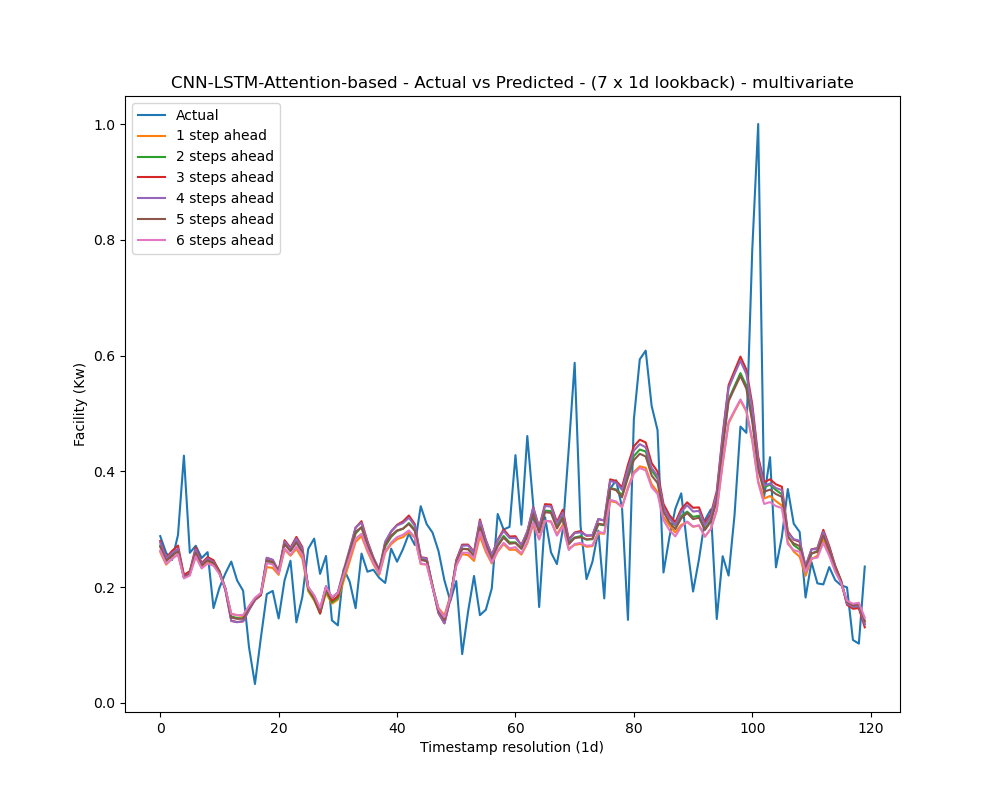 CNN-LSTM-Attention-based - Actual vs Predicted - (7 x 1d lookback) - multivariate
Actual
1 step ahead
2 steps ahead
3 steps ahead
4 steps ahead
5 steps ahead
6 steps ahead
1.0
0.8
0.6
0.4
0.2
0.0
Facility (Kw)
0 20 40 60 80 100 120
Timestamp resolution (1d)